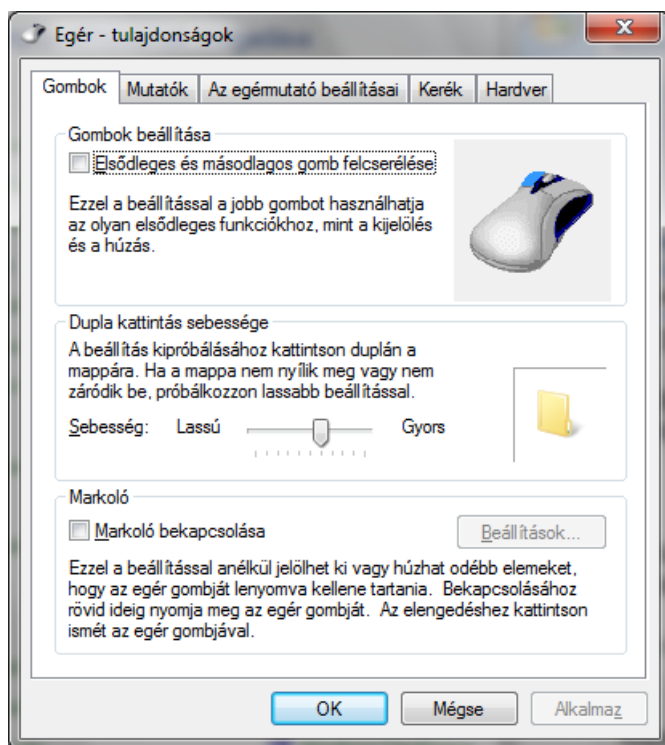 Egér - tulajdonságok
Gombok Mutatók Az egérmutató beállításai Kerék Hardver
Gombok beállítása
Elsődleges és másodlagos gomb felcserélése
Ezzel a beállítással a jobb gombot használhatja
az olyan elsődleges funkciókhoz, mint a kijelölés
és a húzás.
Dupla kattintás sebessége
A beállítás kipróbálásához kattintson duplán a
mappára. Ha a mappa nem nyílik meg vagy nem
záródik be, próbálkozzon lassabb beállítással.
Sebesség: Lassú Gyors
Markoló
Markoló bekapcsolása Beállítások...
Ezzel a beállítással anélkül jelölhet ki vagy húzhat odébb elemeket,
hogy az egér gombját lenyomva kellene tartania. Bekapcsolásához
rövid ideig nyomja meg az egér gombját. Az elengedéshez kattintson
ismét az egér gombjával.
OK Mégse Alkalmaz